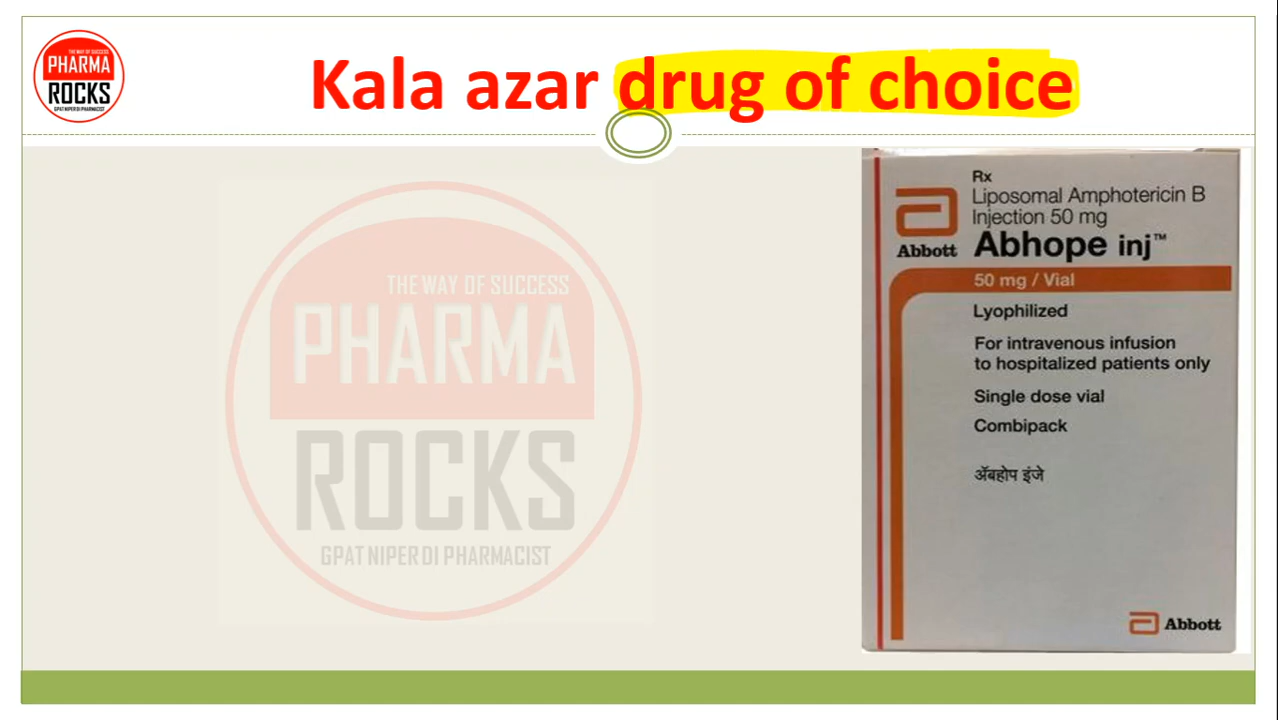 THE WAY OF SUCCESS
PHARMA
ROCKS
GPAT NIPER DI PHARMACIST
Kala azar drug of choice
THE WAY OF SUCCESS
PHARMA
ROCKS
GPAT NIPER DI PHARMACIST
Rx
Liposomal Amphotericin B
Injection 50 mg
Abbott
Abhope inj™
50 mg / Vial
Lyophilized
For intravenous infusion
to hospitalized patients only
Single dose vial
Combipack
ॲबहोप इंजे
Abbott